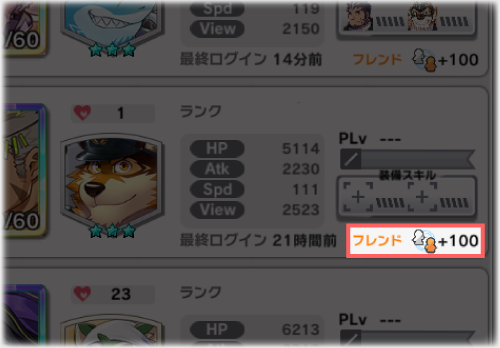 /60
Spd 119
View 2150
最終ログイン 14分前
フレンド +100
1
ランク
HP 5114
Atk 2230
Spd 111
View 2523
PLv ---
装備スキル
/60
最終ログイン 21時間前
フレンド +100
23
ランク
HP 6213
PLv ---